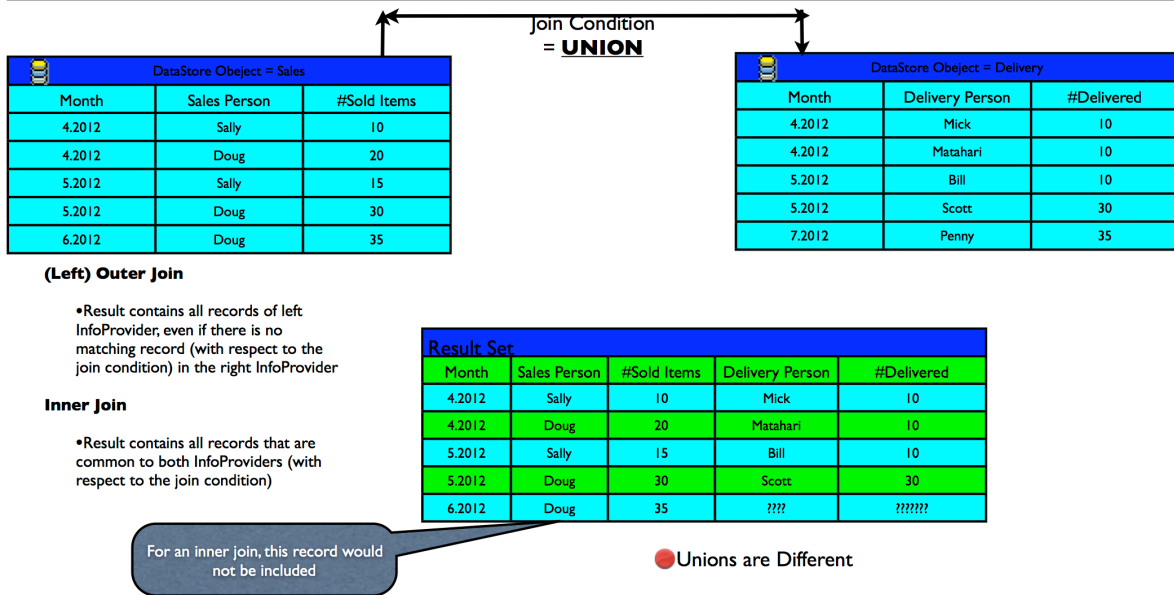 Join Condition
= UNION
DataStore Obeject = Sales
Month Sales Person #Sold Items
4.2012 Sally 10
4.2012 Doug 20
5.2012 Sally 15
5.2012 Doug 30
6.2012 Doug 35
DataStore Obeject = Delivery
Month Delivery Person #Delivered
4.2012 Mick 10
4.2012 Matahari 10
5.2012 Bill 10
5.2012 Scott 30
7.2012 Penny 35
(Left) Outer Join
•Result contains all records of left
InfoProvider, even if there is no
matching record (with respect to the
join condition) in the right InfoProvider
Inner Join
•Result contains all records that are
common to both InfoProviders (with
respect to the join condition)
Result Set
Month Sales Person #Sold Items Delivery Person #Delivered
4.2012 Sally 10 Mick 10
4.2012 Doug 20 Matahari 10
5.2012 Sally 15 Bill 10
5.2012 Doug 30 Scott 30
6.2012 Doug 35 ???? ???????
For an inner join, this record would
not be included
Unions are Different